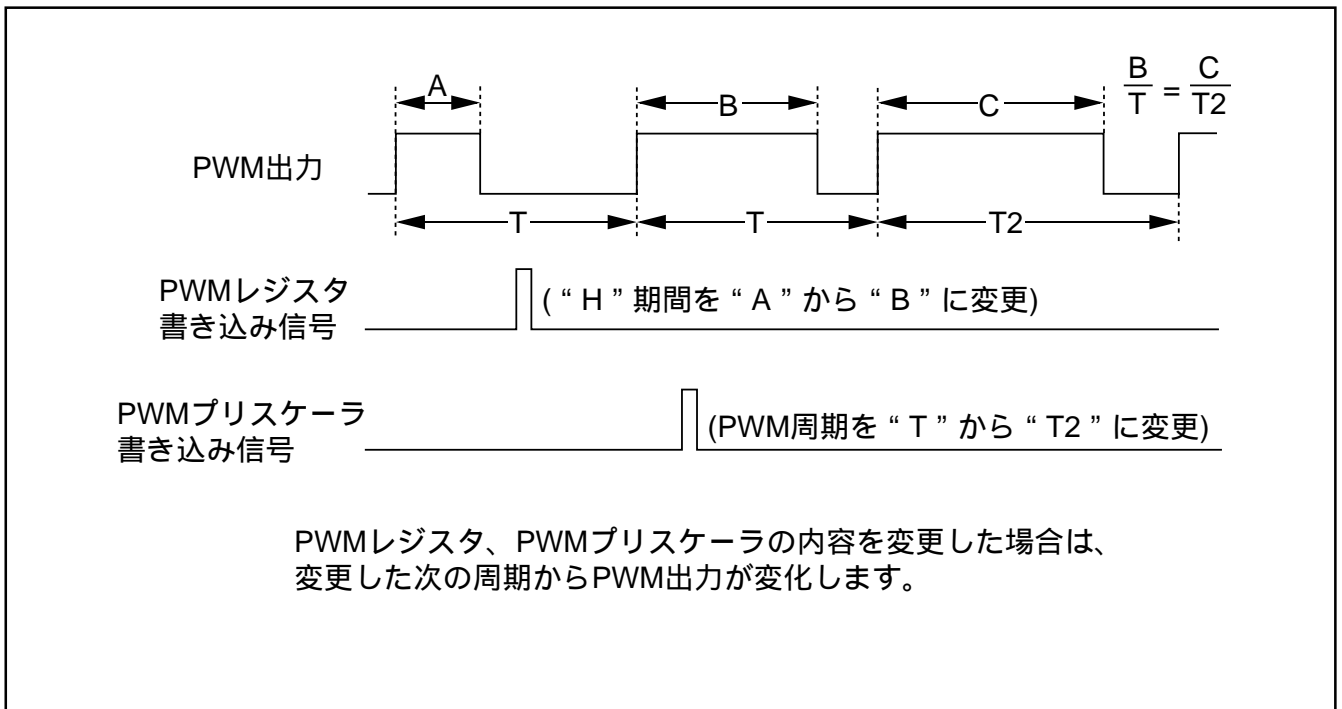 A
B
C
B/T = C/T2
PWM出力
T
T
T2
PWMレジスタ
書き込み信号
( “ H ” 期間を “ A ” から “ B ” に変更)
PWMプリスケーラ
書き込み信号
(PWM周期を “ T ” から “ T2 ” に変更)
PWMレジスタ、PWMプリスケーラの内容を変更した場合は、
変更した次の周期からPWM出力が変化します。